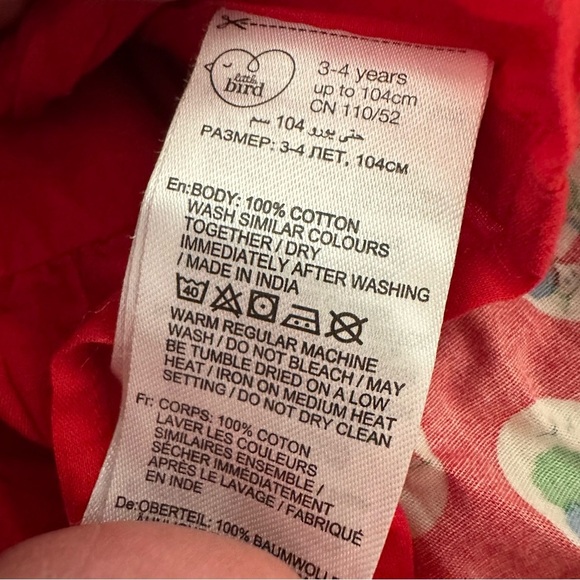 little
bird
3-4 years
up to 104cm
CN 110/52
حتى يورو 104 سم
РАЗМЕР: 3-4 ЛЕТ, 104см
En:BODY: 100% COTTON
WASH SIMILAR COLOURS
TOGETHER / DRY
IMMEDIATELY AFTER WASHING
/ MADE IN INDIA
40
WARM REGULAR MACHINE
WASH / DO NOT BLEACH / MAY
BE TUMBLE DRIED ON A LOW
HEAT / IRON ON MEDIUM HEAT
SETTING / DO NOT DRY CLEAN
Fr: CORPS: 100% COTON
LAVER LES COULEURS
SIMILAIRES ENSEMBLE /
SÉCHER IMMÉDIATEMENT
APRÈS LE LAVAGE / FABRIQUÉ
EN INDE
De:OBERTEIL: 100% BAUMWOLLE